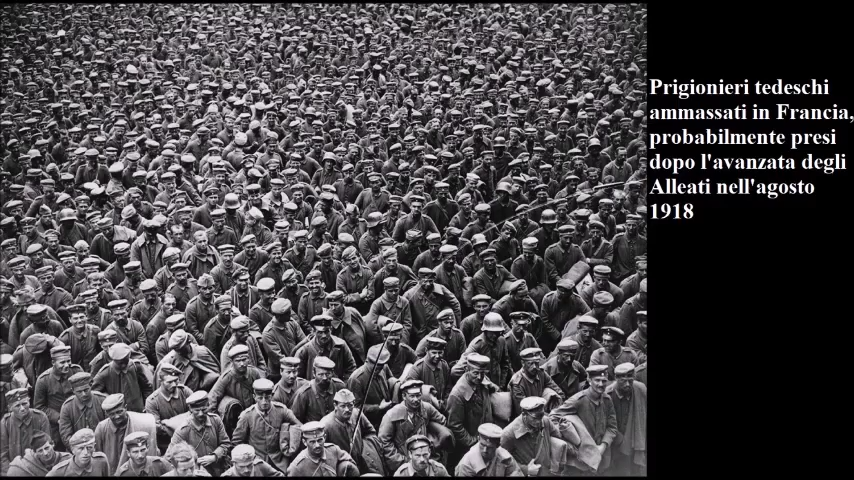 Prigionieri tedeschi
ammassati in Francia,
probabilmente presi
dopo l'avanzata degli
Alleati nell'agosto
1918